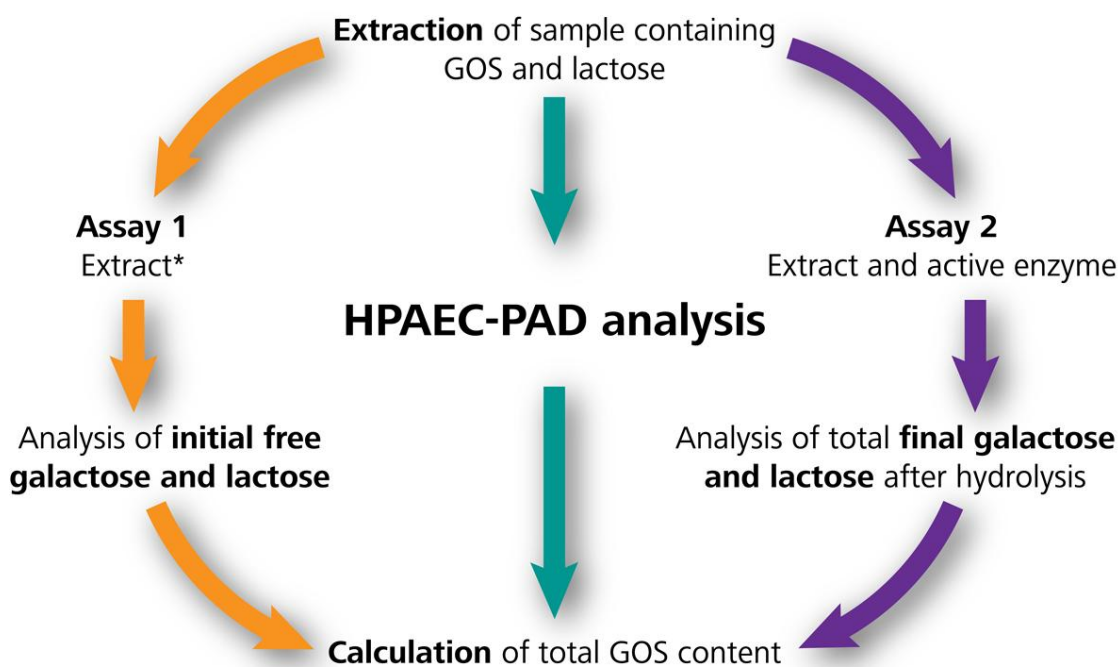 Extraction of sample containing
GOS and lactose
Assay 1
Extract*
Assay 2
Extract and active enzyme
HPAEC-PAD analysis
Analysis of initial free
galactose and lactose
Analysis of total final galactose
and lactose after hydrolysis
Calculation of total GOS content